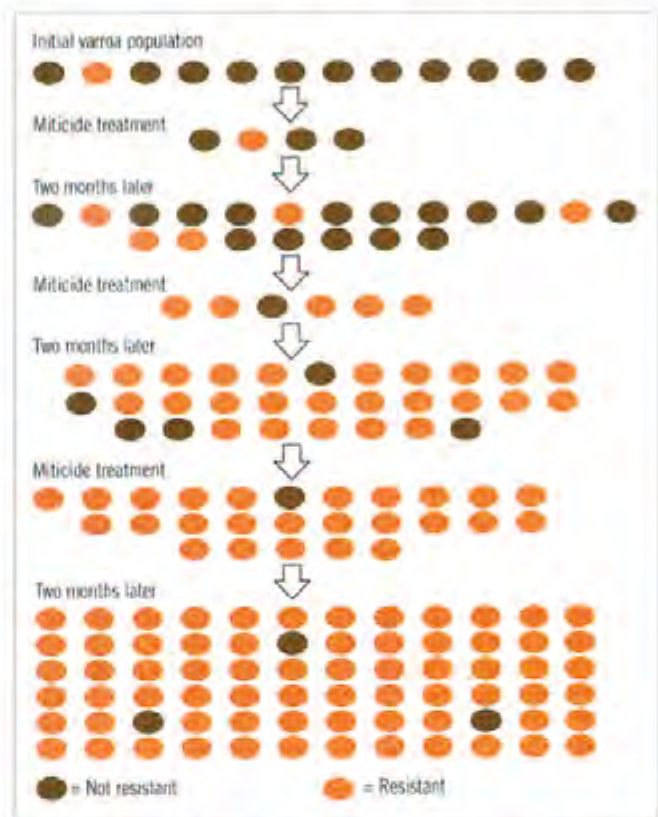 Initial varroa population
Miticide treatment
Two months later
Miticide treatment
Two months later
Miticide treatment
Two months later
= Not resistant = Resistant